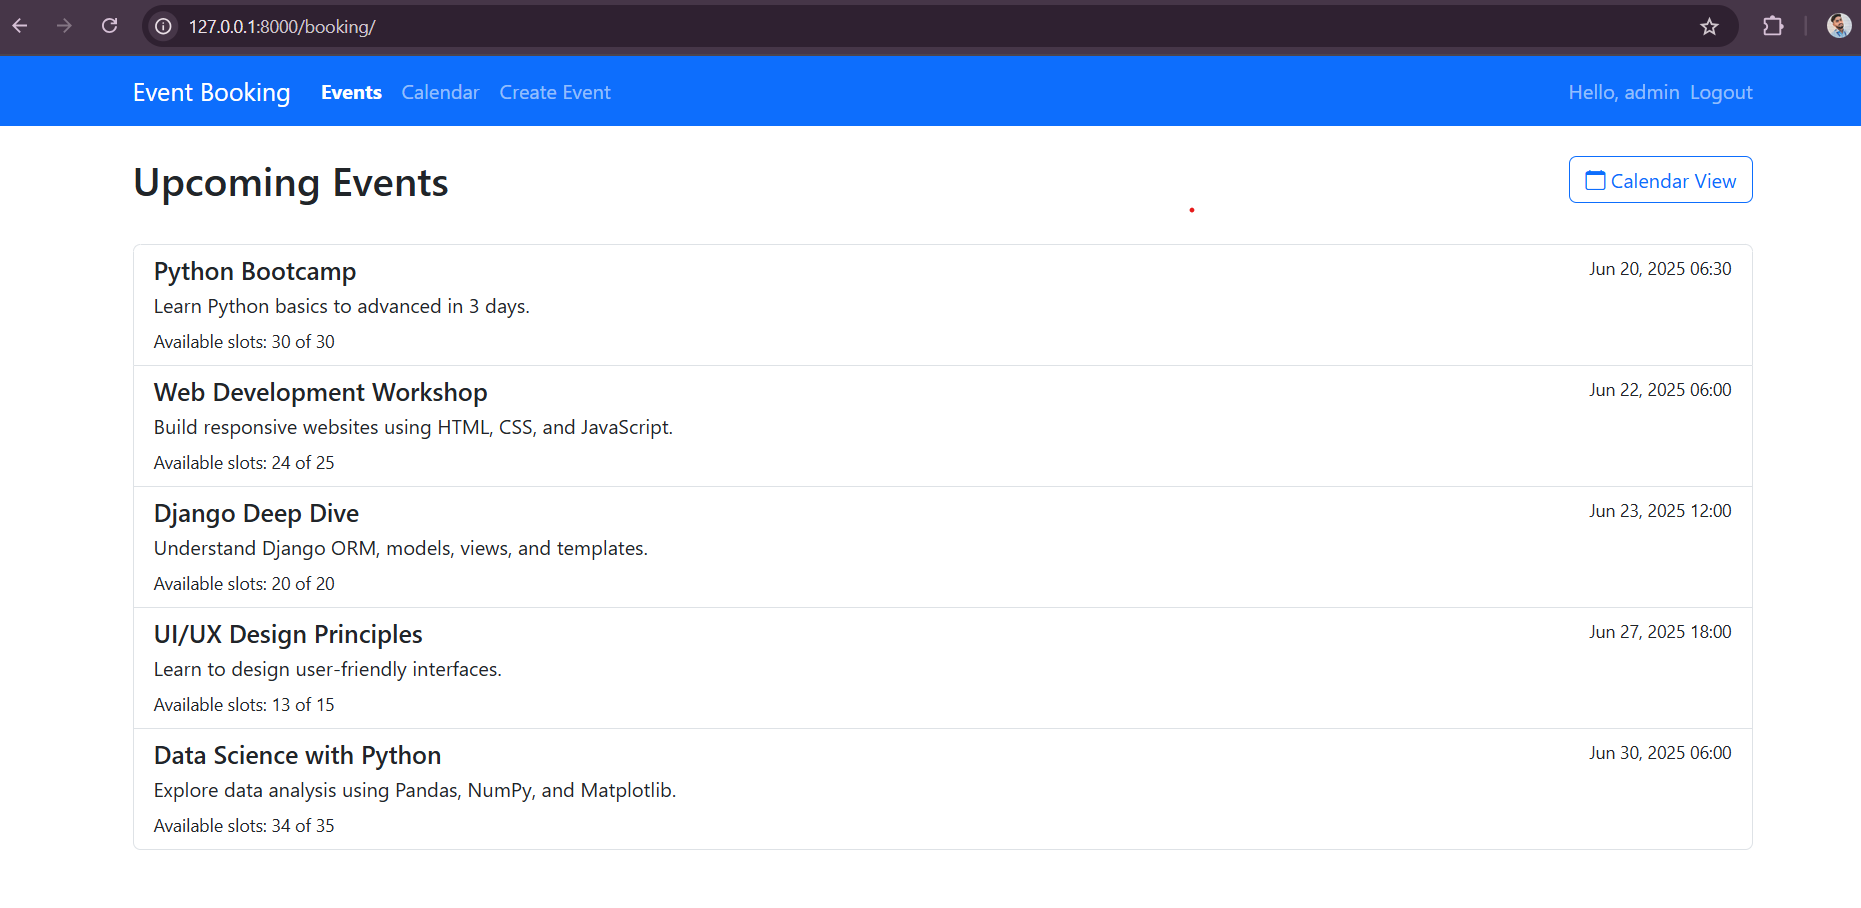 127.0.0.1:8000/booking/
Event Booking Events Calendar Create Event Hello, admin Logout
Upcoming Events Calendar View
Python Bootcamp Jun 20, 2025 06:30
Learn Python basics to advanced in 3 days.
Available slots: 30 of 30
Web Development Workshop Jun 22, 2025 06:00
Build responsive websites using HTML, CSS, and JavaScript.
Available slots: 24 of 25
Django Deep Dive Jun 23, 2025 12:00
Understand Django ORM, models, views, and templates.
Available slots: 20 of 20
UI/UX Design Principles Jun 27, 2025 18:00
Learn to design user-friendly interfaces.
Available slots: 13 of 15
Data Science with Python Jun 30, 2025 06:00
Explore data analysis using Pandas, NumPy, and Matplotlib.
Available slots: 34 of 35